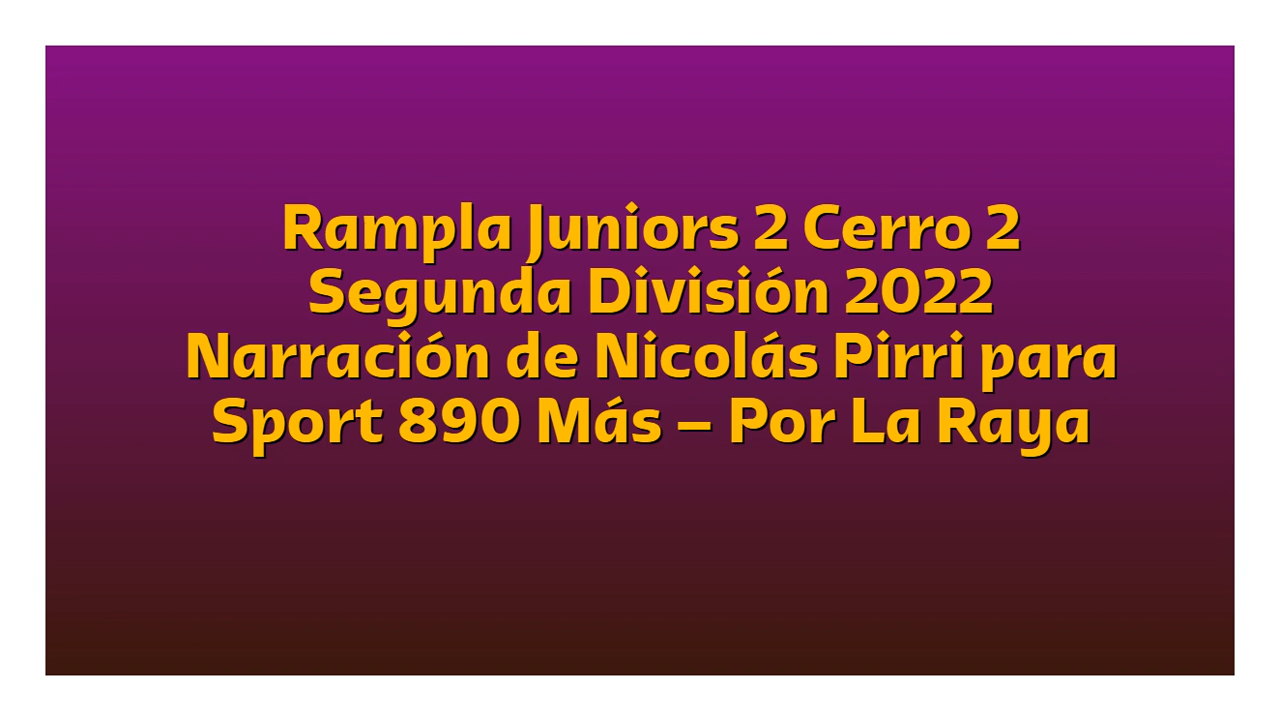 Rampla Juniors 2 Cerro 2
Segunda División 2022
Narración de Nicolás Pirri para
Sport 890 Más – Por La Raya